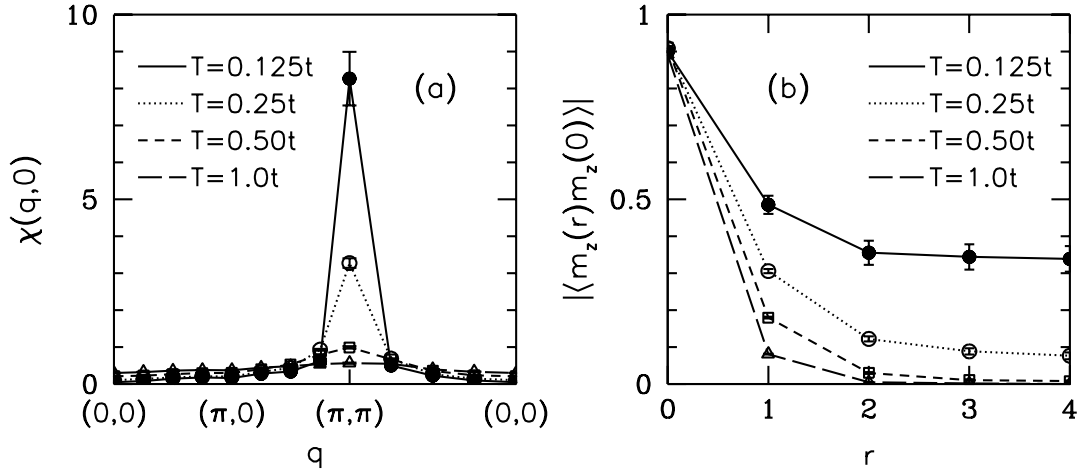 10
5
0
χ(q,0)
T=0.125t
T=0.25t
T=0.50t
T=1.0t
(a)
(0,0) (π,0) (π,π) (0,0)
q
1
0.5
0
|⟨m_z(r)m_z(0)⟩|
T=0.125t
T=0.25t
T=0.50t
T=1.0t
(b)
0 1 2 3 4
r